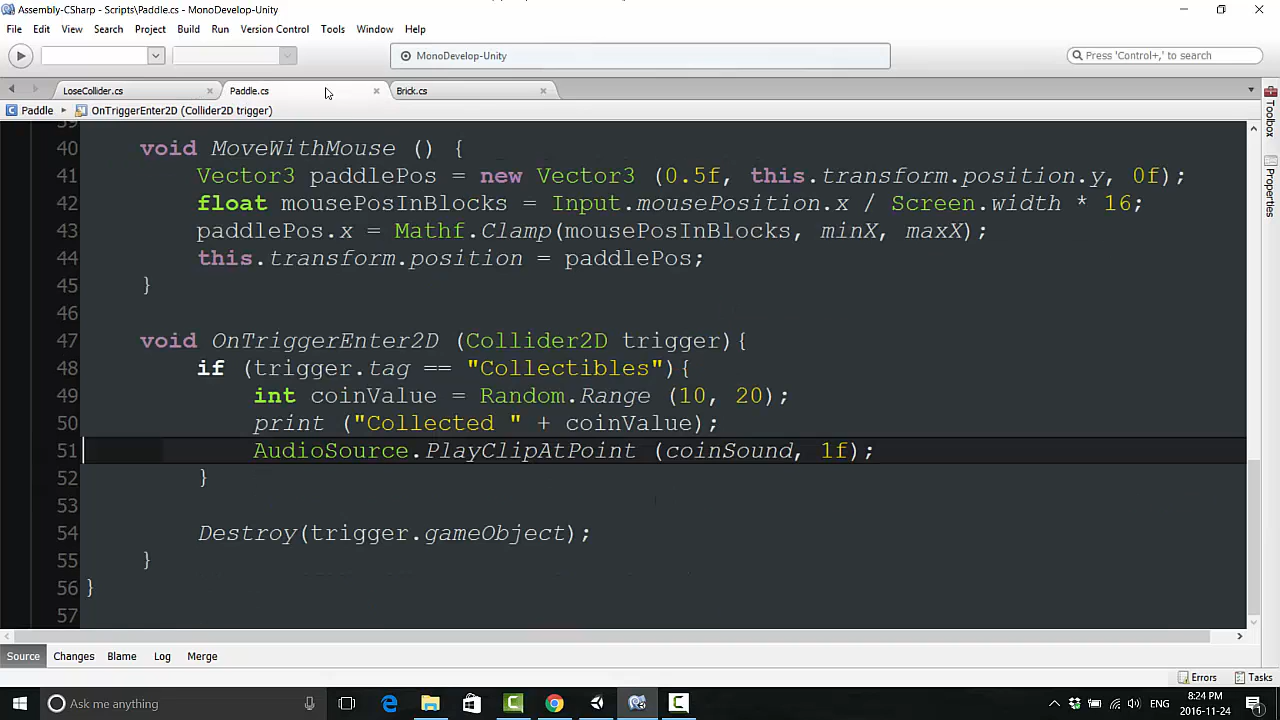 Assembly-CSharp - Scripts\Paddle.cs - MonoDevelop-Unity
File Edit View Search Project Build Run Version Control Tools Window Help
MonoDevelop-Unity
Press 'Control+,' to search
LoseCollider.cs Paddle.cs Brick.cs
Paddle OnTriggerEnter2D (Collider2D trigger)
Toolbox
Properties
39
40 void MoveWithMouse () {
41 Vector3 paddlePos = new Vector3 (0.5f, this.transform.position.y, 0f);
42 float mousePosInBlocks = Input.mousePosition.x / Screen.width * 16;
43 paddlePos.x = Mathf.Clamp(mousePosInBlocks, minX, maxX);
44 this.transform.position = paddlePos;
45 }
46
47 void OnTriggerEnter2D (Collider2D trigger){
48 if (trigger.tag == "Collectibles"){
49 int coinValue = Random.Range (10, 20);
50 print ("Collected " + coinValue);
51 AudioSource.PlayClipAtPoint (coinSound, 1f);
52 }
53
54 Destroy(trigger.gameObject);
55 }
56 }
57
Source Changes Blame Log Merge
Errors Tasks
Ask me anything
ENG
8:24 PM
2016-11-24